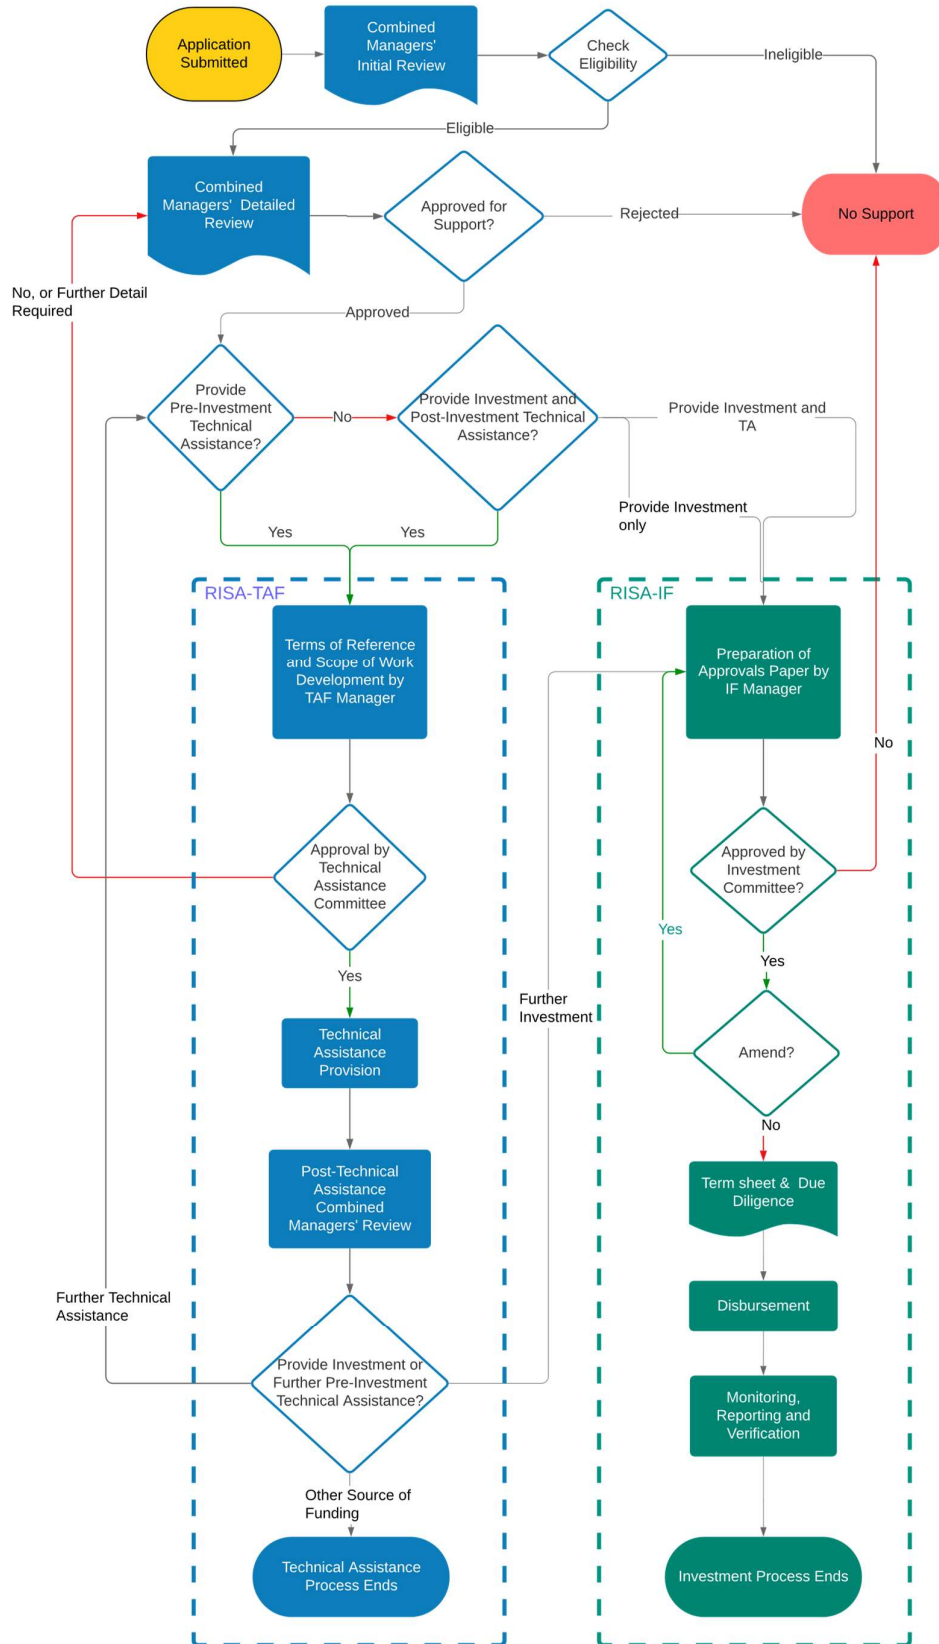 Application
Submitted
Combined
Managers'
Initial Review
Check
Eligibility
Ineligible
Eligible
Combined
Managers' Detailed
Review
Approved for
Support?
Rejected
No Support
No, or Further Detail
Required
Approved
Provide
Pre-Investment
Technical
Assistance?
No
Provide Investment and
Post-Investment Technical
Assistance?
Provide Investment and
TA
Provide Investment
only
Yes
Yes
RISA-TAF
RISA-IF
Terms of Reference
and Scope of Work
Development by
TAF Manager
Preparation of
Approvals Paper by
IF Manager
No
Approval by
Technical
Assistance
Committee
Approved by
Investment
Committee?
Yes
Yes
Yes
Further
Investment
Technical
Assistance
Provision
Amend?
No
Post-Technical
Assistance
Combined
Managers' Review
Term sheet & Due
Diligence
Further Technical
Assistance
Disbursement
Provide Investment or
Further Pre-Investment
Technical Assistance?
Monitoring,
Reporting and
Verification
Other Source of
Funding
Technical Assistance
Process Ends
Investment Process Ends